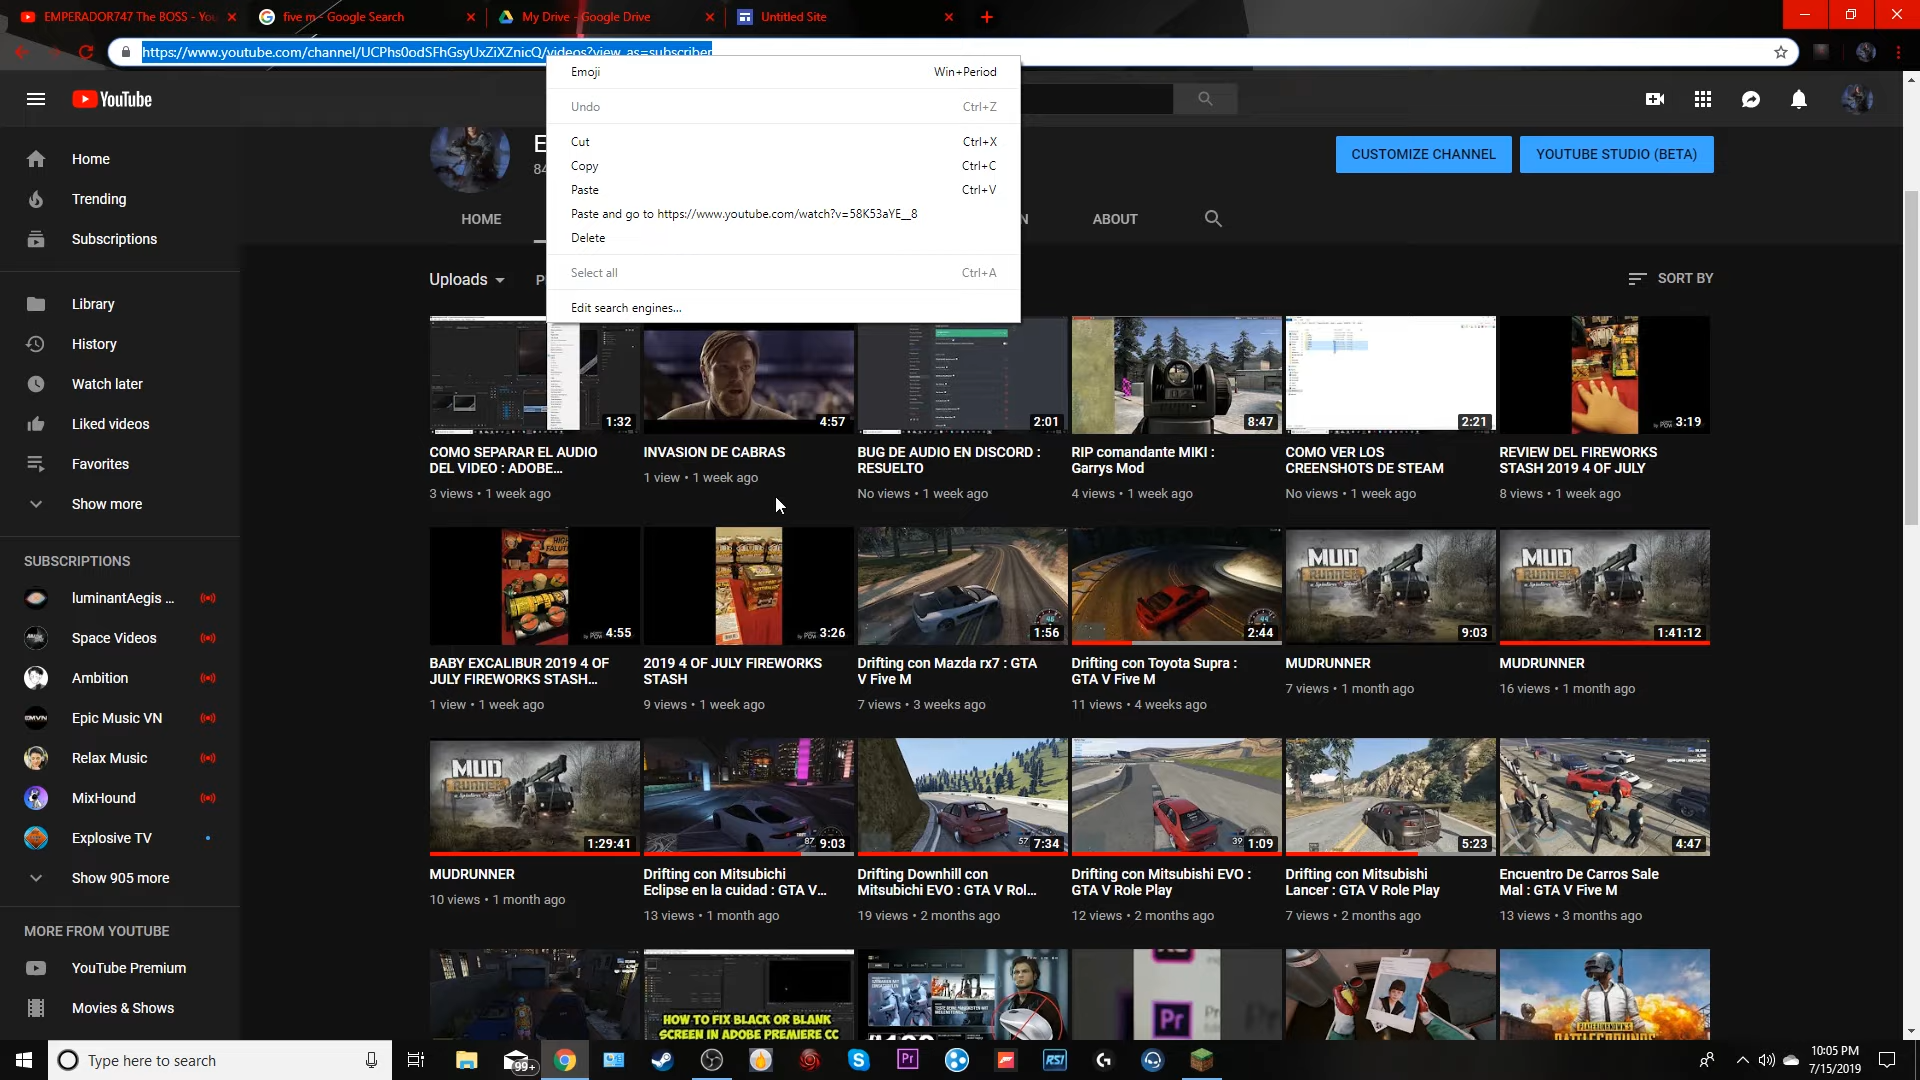 EMPERADOR747 The BOSS - You
five m - Google Search
My Drive - Google Drive
Untitled Site
https://www.youtube.com/channel/UCPhs0odSFhGsyUxZiXZnicQ/videos?view_as=subscriber
YouTube
Emoji Win+Period
Undo Ctrl+Z
Cut Ctrl+X
Copy Ctrl+C
Paste Ctrl+V
Paste and go to https://www.youtube.com/watch?v=58K53aYE__8
Delete
Select all Ctrl+A
Edit search engines...
CUSTOMIZE CHANNEL
YOUTUBE STUDIO (BETA)
HOME
ABOUT
Uploads
SORT BY
Home
Trending
Subscriptions
Library
History
Watch later
Liked videos
Favorites
Show more
SUBSCRIPTIONS
luminantAegis ...
Space Videos
Ambition
Epic Music VN
Relax Music
MixHound
Explosive TV
Show 905 more
MORE FROM YOUTUBE
YouTube Premium
Movies & Shows
1:32
COMO SEPARAR EL AUDIO
DEL VIDEO : ADOBE...
3 views • 1 week ago
4:57
INVASION DE CABRAS
1 view • 1 week ago
2:01
BUG DE AUDIO EN DISCORD :
RESUELTO
No views • 1 week ago
8:47
RIP comandante MIKI :
Garrys Mod
4 views • 1 week ago
2:21
COMO VER LOS
CREENSHOTS DE STEAM
No views • 1 week ago
3:19
REVIEW DEL FIREWORKS
STASH 2019 4 OF JULY
8 views • 1 week ago
4:55
BABY EXCALIBUR 2019 4 OF
JULY FIREWORKS STASH...
1 view • 1 week ago
3:26
2019 4 OF JULY FIREWORKS
STASH
9 views • 1 week ago
1:56
Drifting con Mazda rx7 : GTA
V Five M
7 views • 3 weeks ago
2:44
Drifting con Toyota Supra :
GTA V Five M
11 views • 4 weeks ago
MUD
RUNNER
9:03
MUDRUNNER
7 views • 1 month ago
MUD
RUNNER
1:41:12
MUDRUNNER
16 views • 1 month ago
MUD
RUNNER
1:29:41
MUDRUNNER
10 views • 1 month ago
87 9:03
Drifting con Mitsubichi
Eclipse en la cuidad : GTA V...
13 views • 1 month ago
57 7:34
Drifting Downhill con
Mitsubichi EVO : GTA V Rol...
19 views • 2 months ago
39 1:09
Drifting con Mitsubishi EVO :
GTA V Role Play
12 views • 2 months ago
5:23
Drifting con Mitsubishi
Lancer : GTA V Role Play
7 views • 2 months ago
4:47
Encuentro De Carros Sale
Mal : GTA V Five M
13 views • 3 months ago
HOW TO FIX BLACK OR BLANK
SCREEN IN ADOBE PREMIERE CC
Pr
Type here to search
99+
Pr
RSI
10:05 PM
7/15/2019